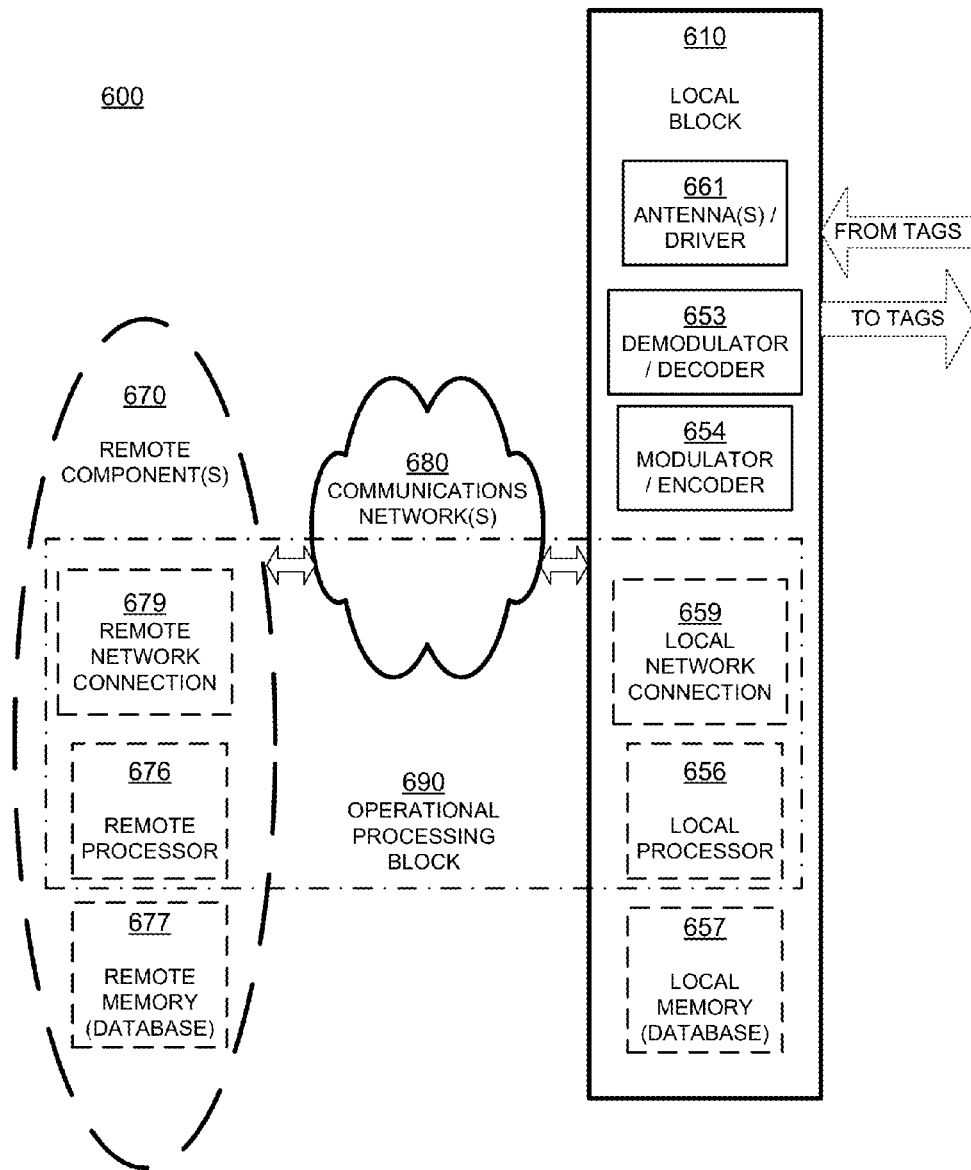 600
610
LOCAL
BLOCK
661
ANTENNA(S) /
DRIVER
FROM TAGS
653
DEMODULATOR
/ DECODER
TO TAGS
654
MODULATOR
/ ENCODER
670
REMOTE
COMPONENT(S)
680
COMMUNICATIONS
NETWORK(S)
679
REMOTE
NETWORK
CONNECTION
659
LOCAL
NETWORK
CONNECTION
676
REMOTE
PROCESSOR
690
OPERATIONAL
PROCESSING
BLOCK
656
LOCAL
PROCESSOR
677
REMOTE
MEMORY
(DATABASE)
657
LOCAL
MEMORY
(DATABASE)